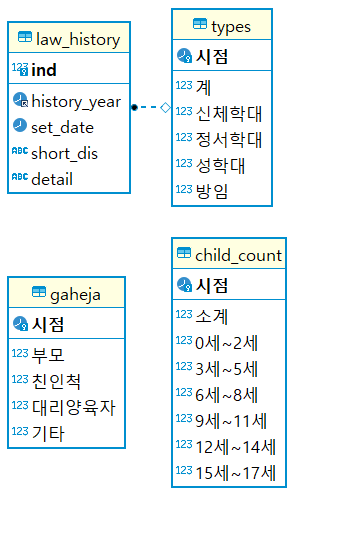 law_history
123 ind
history_year
set_date
ABC short_dis
ABC detail
types
시점
123 계
123 신체학대
123 정서학대
123 성학대
123 방임
gaheja
시점
123 부모
123 친인척
123 대리양육자
123 기타
child_count
시점
123 소계
123 0세~2세
123 3세~5세
123 6세~8세
123 9세~11세
123 12세~14세
123 15세~17세